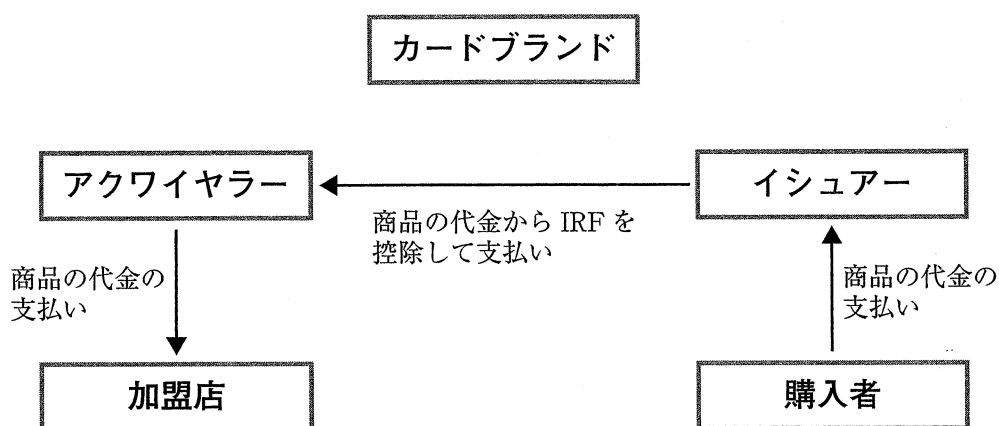 カードブランド
アクワイヤラー
イシュアー
商品の代金から IRF を
控除して支払い
商品の代金の
支払い
商品の代金の
支払い
加盟店
購入者